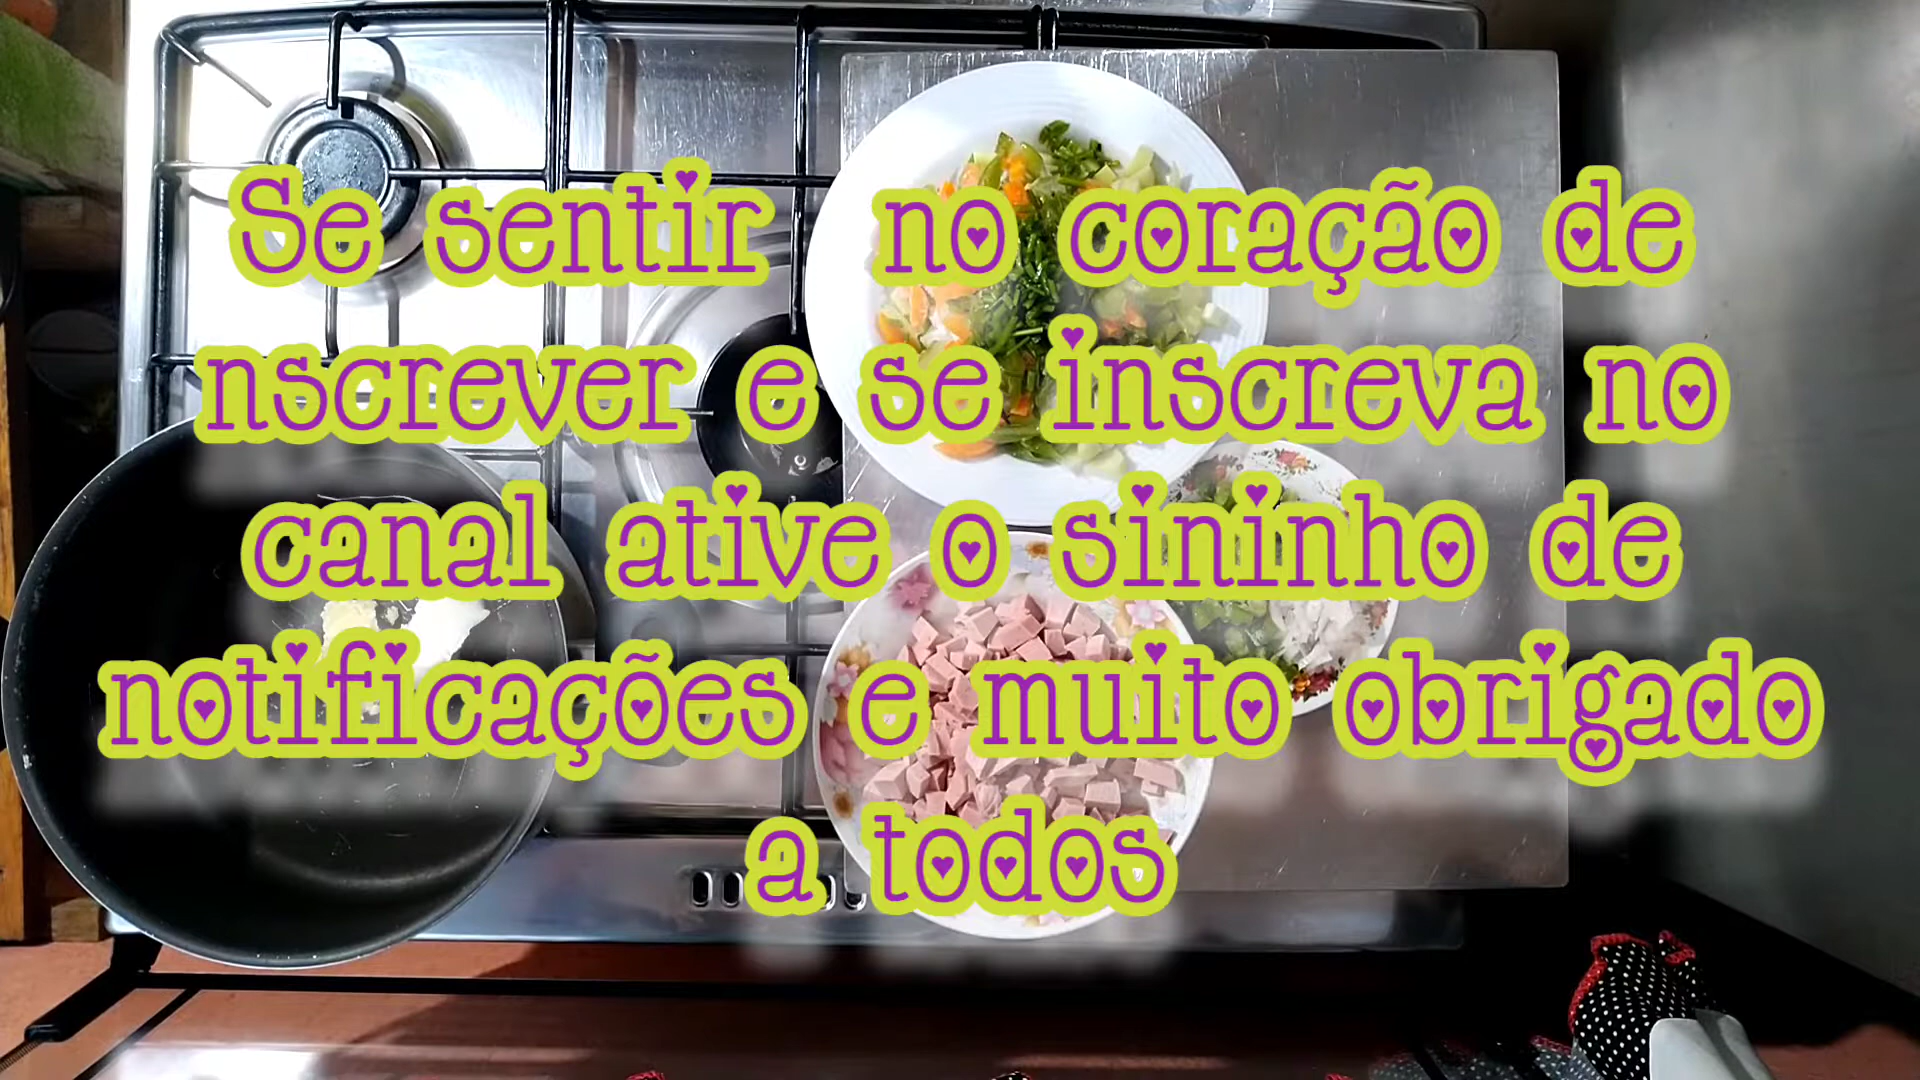 Se sentir no coração de
nscrever e se inscreva no
canal ative o sininho de
notificações e muito obrigado
a todos